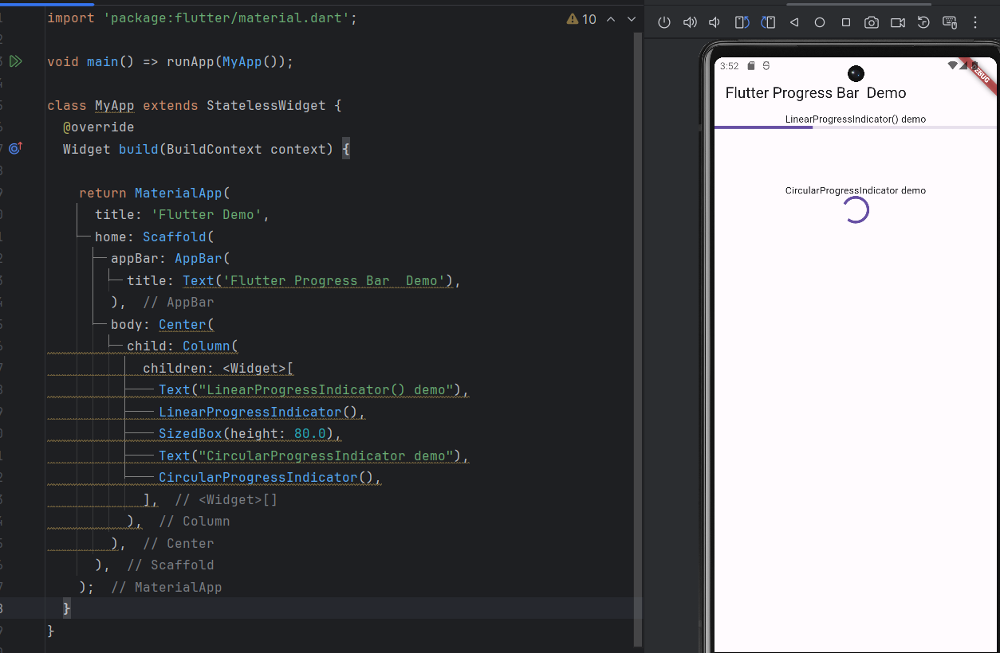 import 'package:flutter/material.dart';
10
void main() => runApp(MyApp());
class MyApp extends StatelessWidget {
@override
Widget build(BuildContext context) {
return MaterialApp(
title: 'Flutter Demo',
home: Scaffold(
appBar: AppBar(
title: Text('Flutter Progress Bar  Demo'),
),  // AppBar
body: Center(
child: Column(
children: <Widget>[
Text("LinearProgressIndicator() demo"),
LinearProgressIndicator(),
SizedBox(height: 80.0),
Text("CircularProgressIndicator demo"),
CircularProgressIndicator(),
],  // <Widget>[]
),  // Column
),  // Center
),  // Scaffold
);  // MaterialApp
}
}
3:52
Flutter Progress Bar  Demo
LinearProgressIndicator() demo
CircularProgressIndicator demo